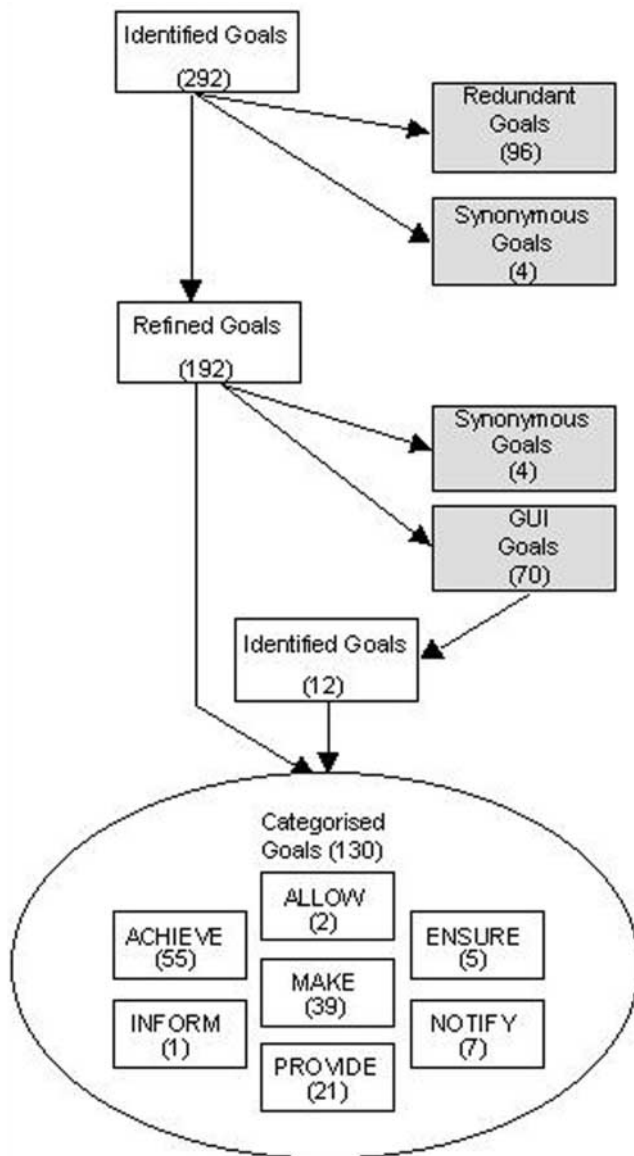 Identified Goals
(292)
Redundant
Goals
(96)
Synonymous
Goals
(4)
Refined Goals
(192)
Synonymous
Goals
(4)
GUI
Goals
(70)
Identified Goals
(12)
Categorised
Goals (130)
ALLOW
(2)
ACHIEVE
(55)
ENSURE
(5)
MAKE
(39)
INFORM
(1)
NOTIFY
(7)
PROVIDE
(21)